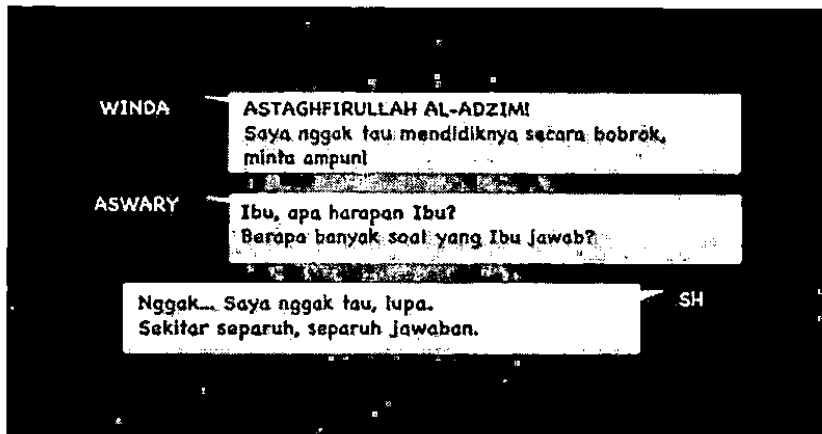 WINDA
ASTAGHFIRULLAH AL-ADZIM!
Saya nggak tau mendidiknya secara bobrok,
minta ampun!
ASWARY
Ibu, apa harapan Ibu?
Berapa banyak soal yang Ibu jawab?
Nggak... Saya nggak tau, lupa.
Sekitar separuh, separuh jawaban.
SH